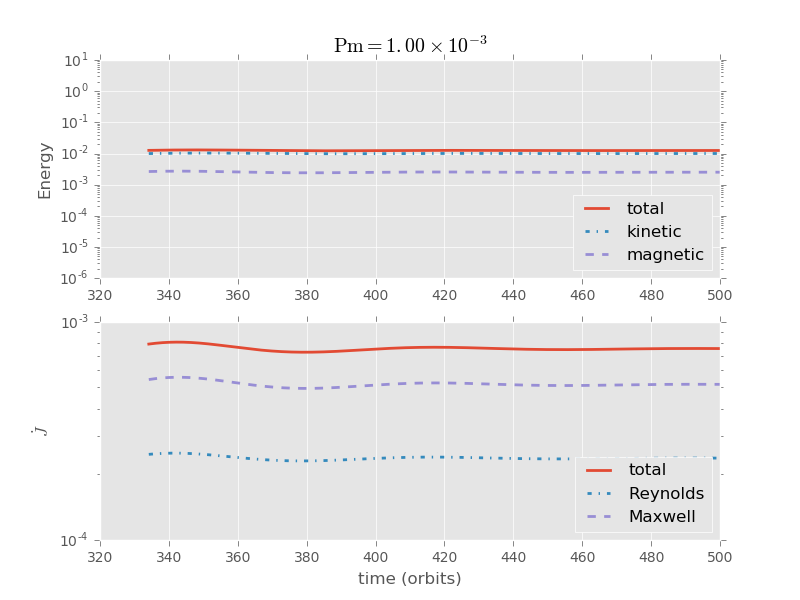 Pm = 1.00 × 10⁻³
10¹
10⁰
10⁻¹
10⁻²
10⁻³
10⁻⁴
10⁻⁵
10⁻⁶
Energy
total
kinetic
magnetic
320 340 360 380 400 420 440 460 480 500
10⁻³
10⁻⁴
J̇
total
Reynolds
Maxwell
320 340 360 380 400 420 440 460 480 500
time (orbits)